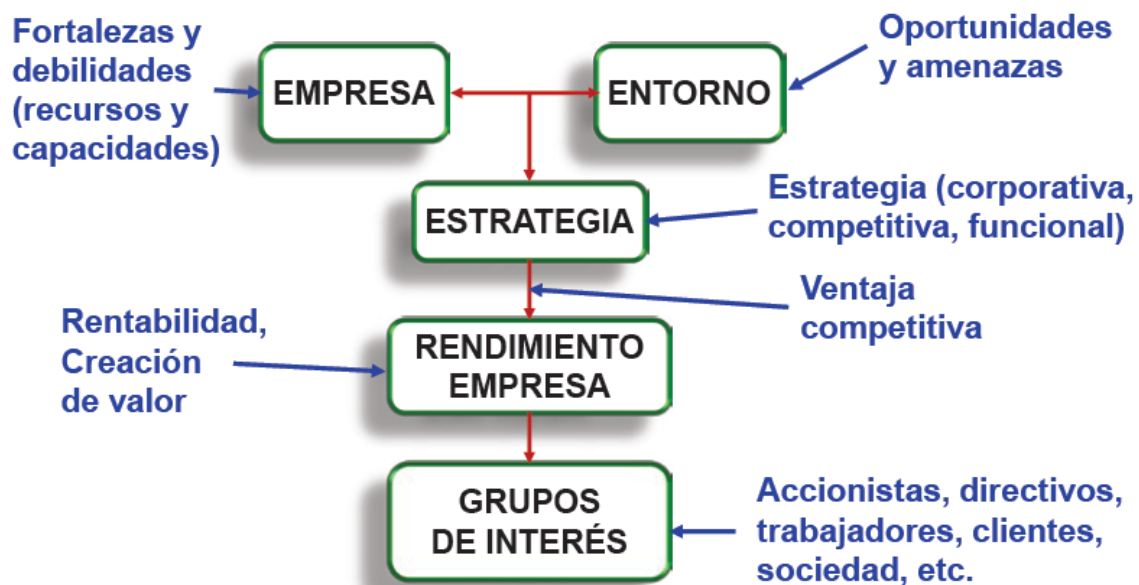 Fortalezas y
debilidades
(recursos y
capacidades)
EMPRESA
ENTORNO
Oportunidades
y amenazas
ESTRATEGIA
Estrategia (corporativa,
competitiva, funcional)
Ventaja
competitiva
Rentabilidad,
Creación
de valor
RENDIMIENTO
EMPRESA
GRUPOS
DE INTERÉS
Accionistas, directivos,
trabajadores, clientes,
sociedad, etc.